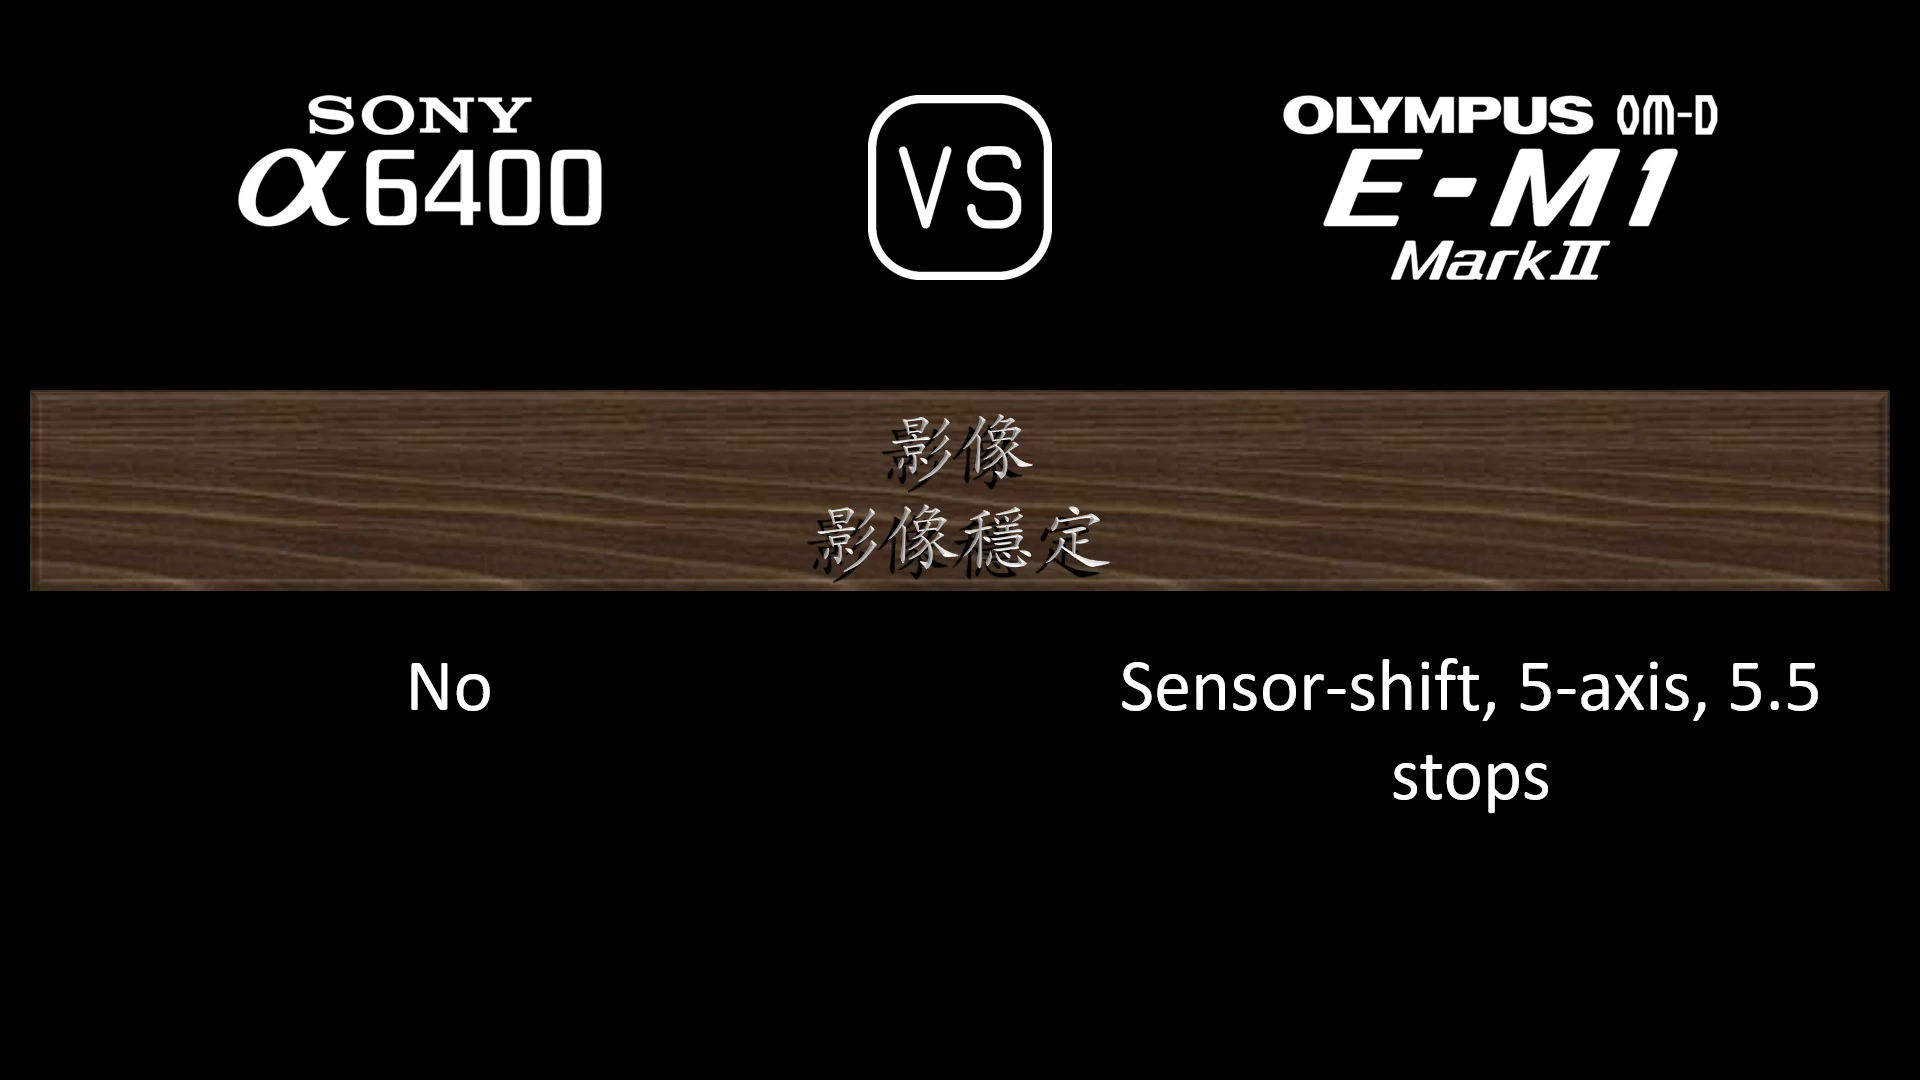 SONY
α6400
VS
OLYMPUS OM-D
E-M1
Mark II
影像
影像穩定
No
Sensor-shift, 5-axis, 5.5
stops